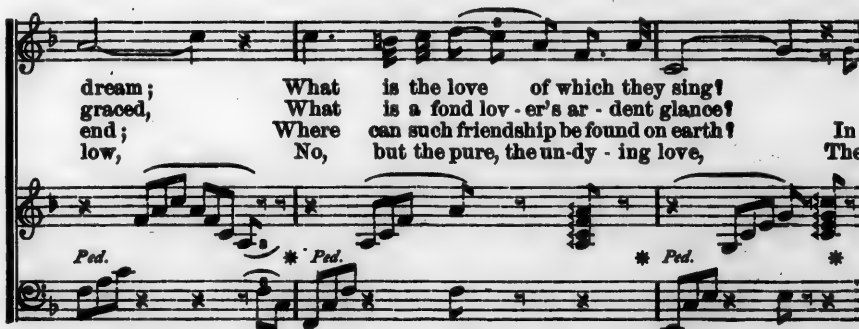 dream; What is the love of which they sing?
graced, What is a fond lov-er's ar-dent glance?
end; Where can such friendship be found on earth? In
low, No, but the pure, the un-dy-ing love, The
Ped. * Ped. * Ped. *